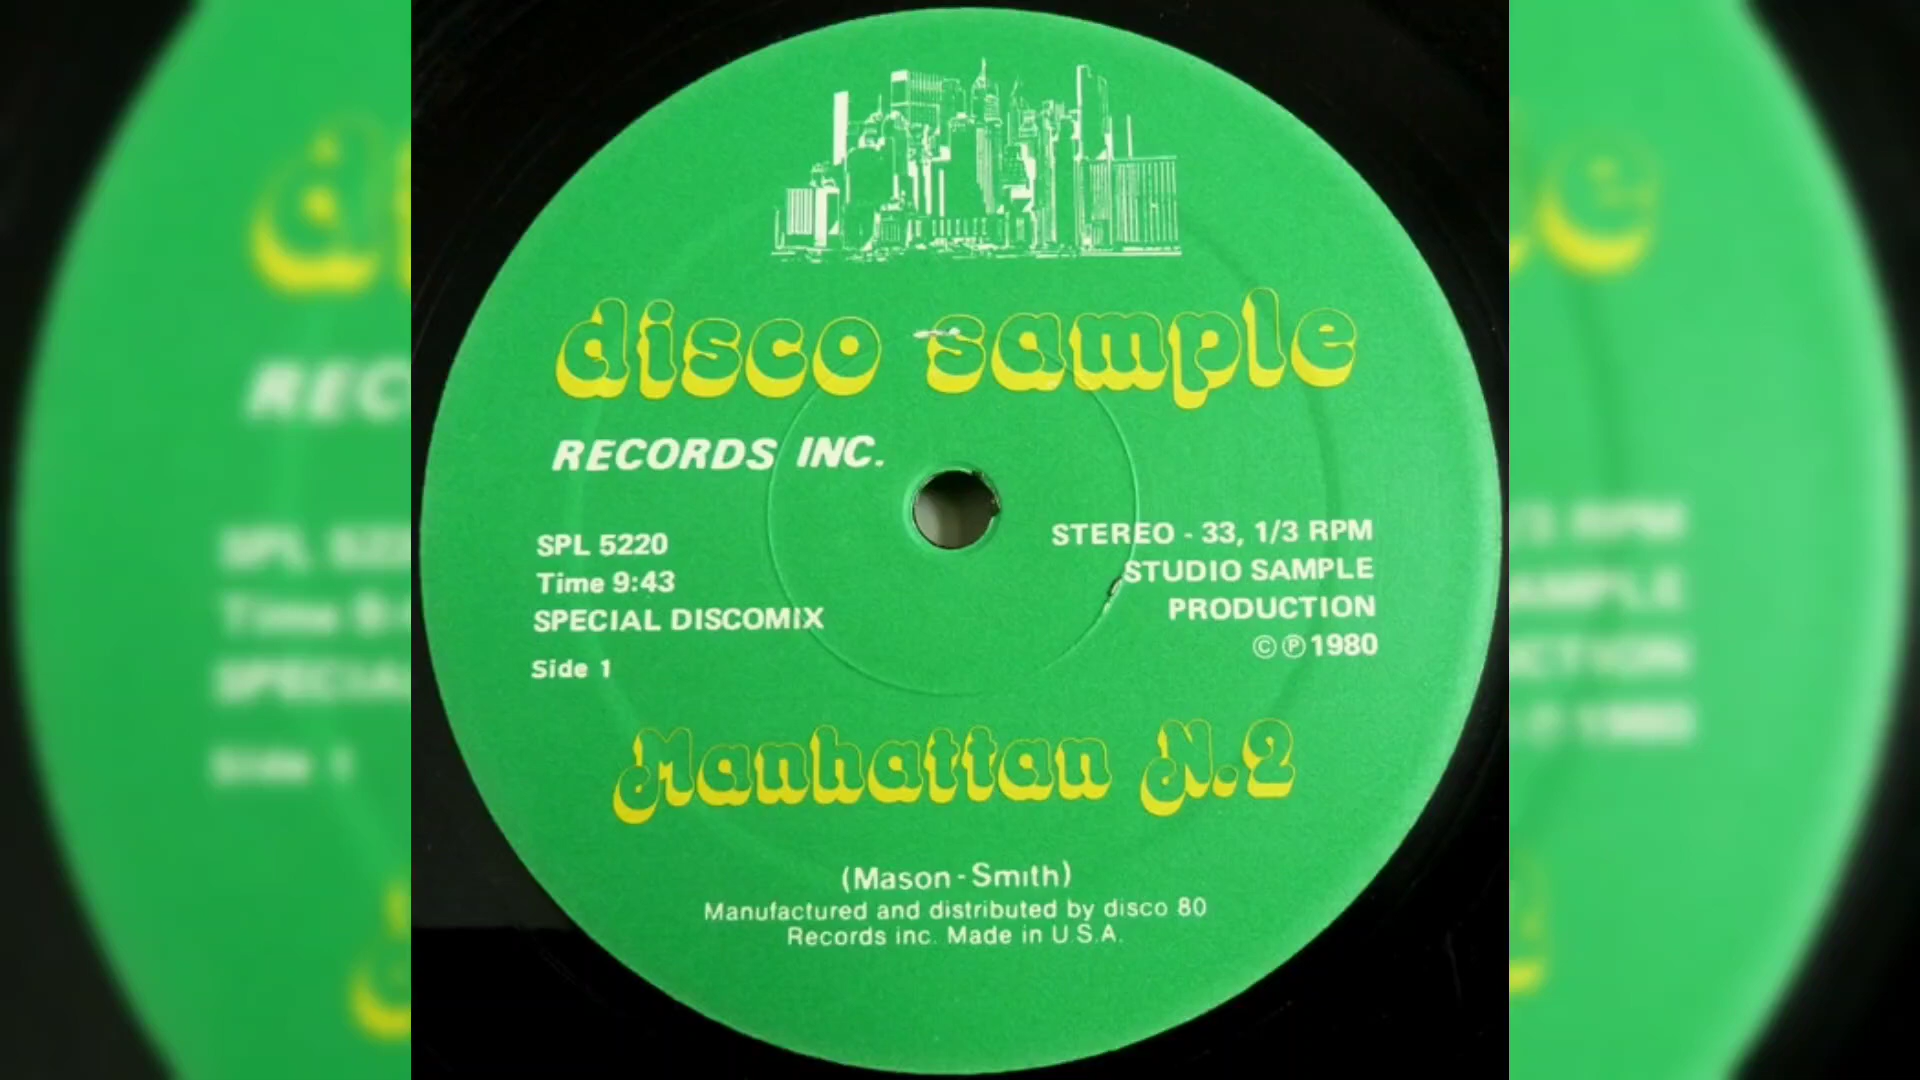 disco sample
RECORDS INC.
SPL 5220
Time 9:43
SPECIAL DISCOMIX
Side 1
STEREO - 33, 1/3 RPM
STUDIO SAMPLE
PRODUCTION
©℗1980
Manhattan N.2
(Mason-Smith)
Manufactured and distributed by disco 80
Records inc. Made in U.S.A.